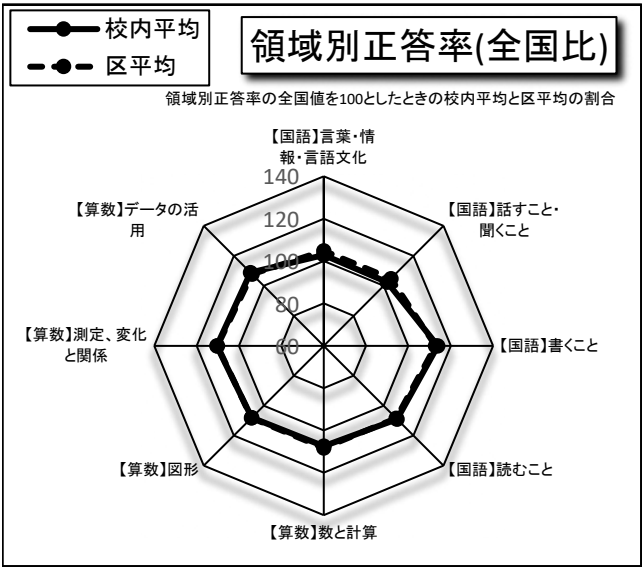 校内平均
区平均
領域別正答率(全国比)
領域別正答率の全国値を100としたときの校内平均と区平均の割合
【国語】言葉・情
報・言語文化
【国語】話すこと・
聞くこと
【国語】書くこと
【国語】読むこと
【算数】数と計算
【算数】図形
【算数】測定、変化
と関係
【算数】データの活
用
140
120
100
80
60